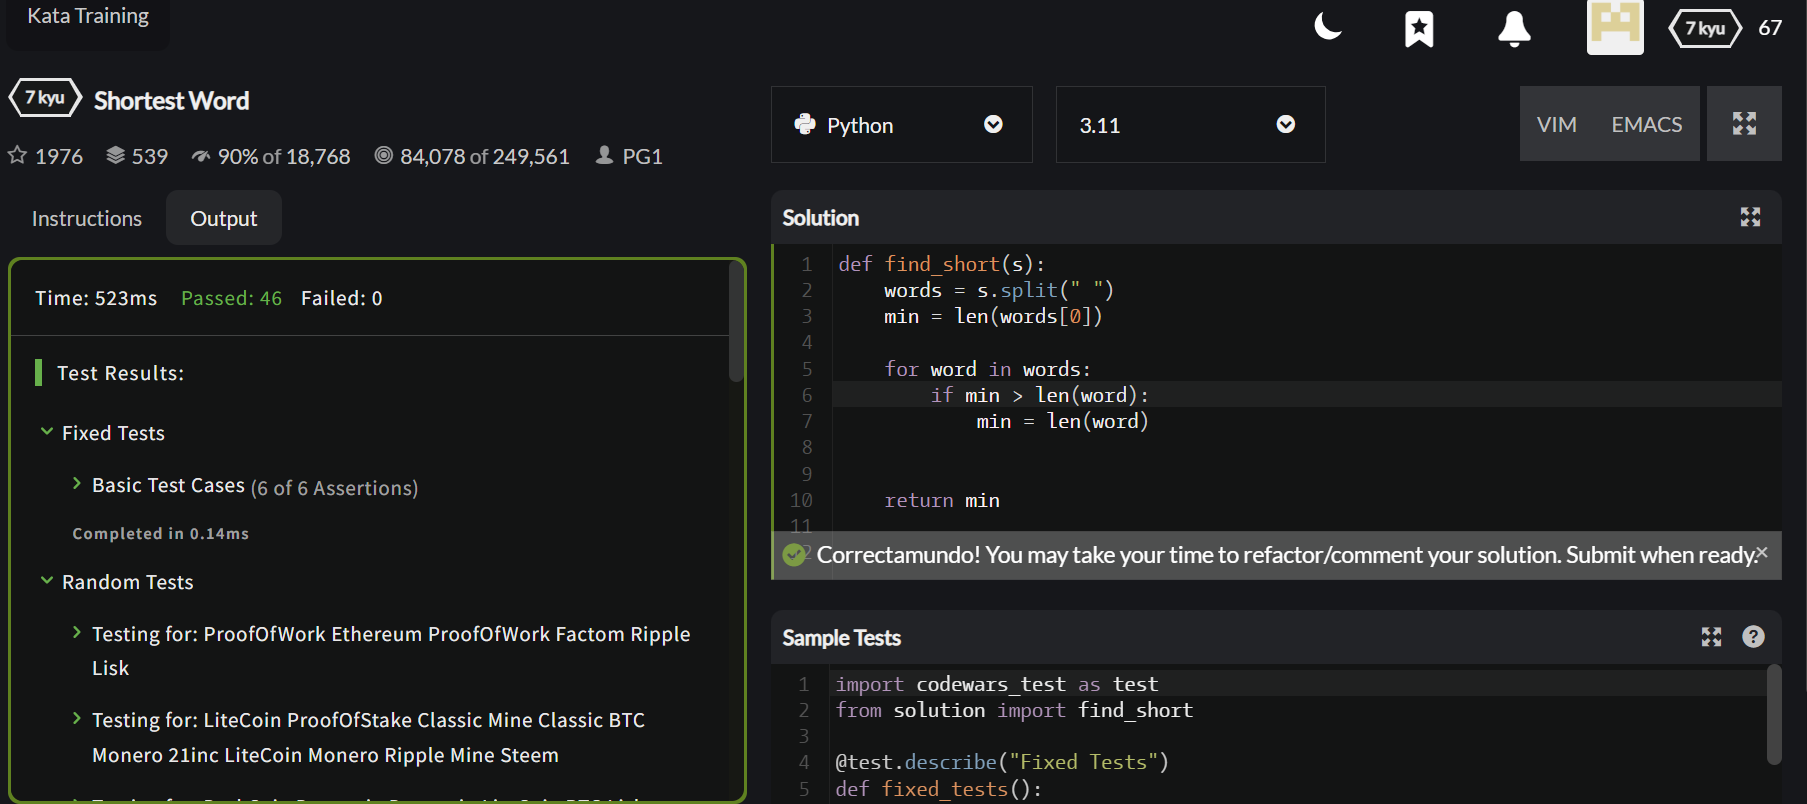 Kata Training
7 kyu 67
7 kyu Shortest Word
1976 539 90% of 18,768 84,078 of 249,561 PG1
Python 3.11 VIM EMACS
Instructions Output
Time: 523ms Passed: 46 Failed: 0
Test Results:
Fixed Tests
Basic Test Cases (6 of 6 Assertions)
Completed in 0.14ms
Random Tests
Testing for: ProofOfWork Ethereum ProofOfWork Factom Ripple
Lisk
Testing for: LiteCoin ProofOfStake Classic Mine Classic BTC
Monero 21inc LiteCoin Monero Ripple Mine Steem
Solution
1 def find_short(s):
2     words = s.split(" ")
3     min = len(words[0])
4
5     for word in words:
6         if min > len(word):
7             min = len(word)
8
9
10     return min
11
Correctamundo! You may take your time to refactor/comment your solution. Submit when ready.
Sample Tests
1 import codewars_test as test
2 from solution import find_short
3
4 @test.describe("Fixed Tests")
5 def fixed_tests():